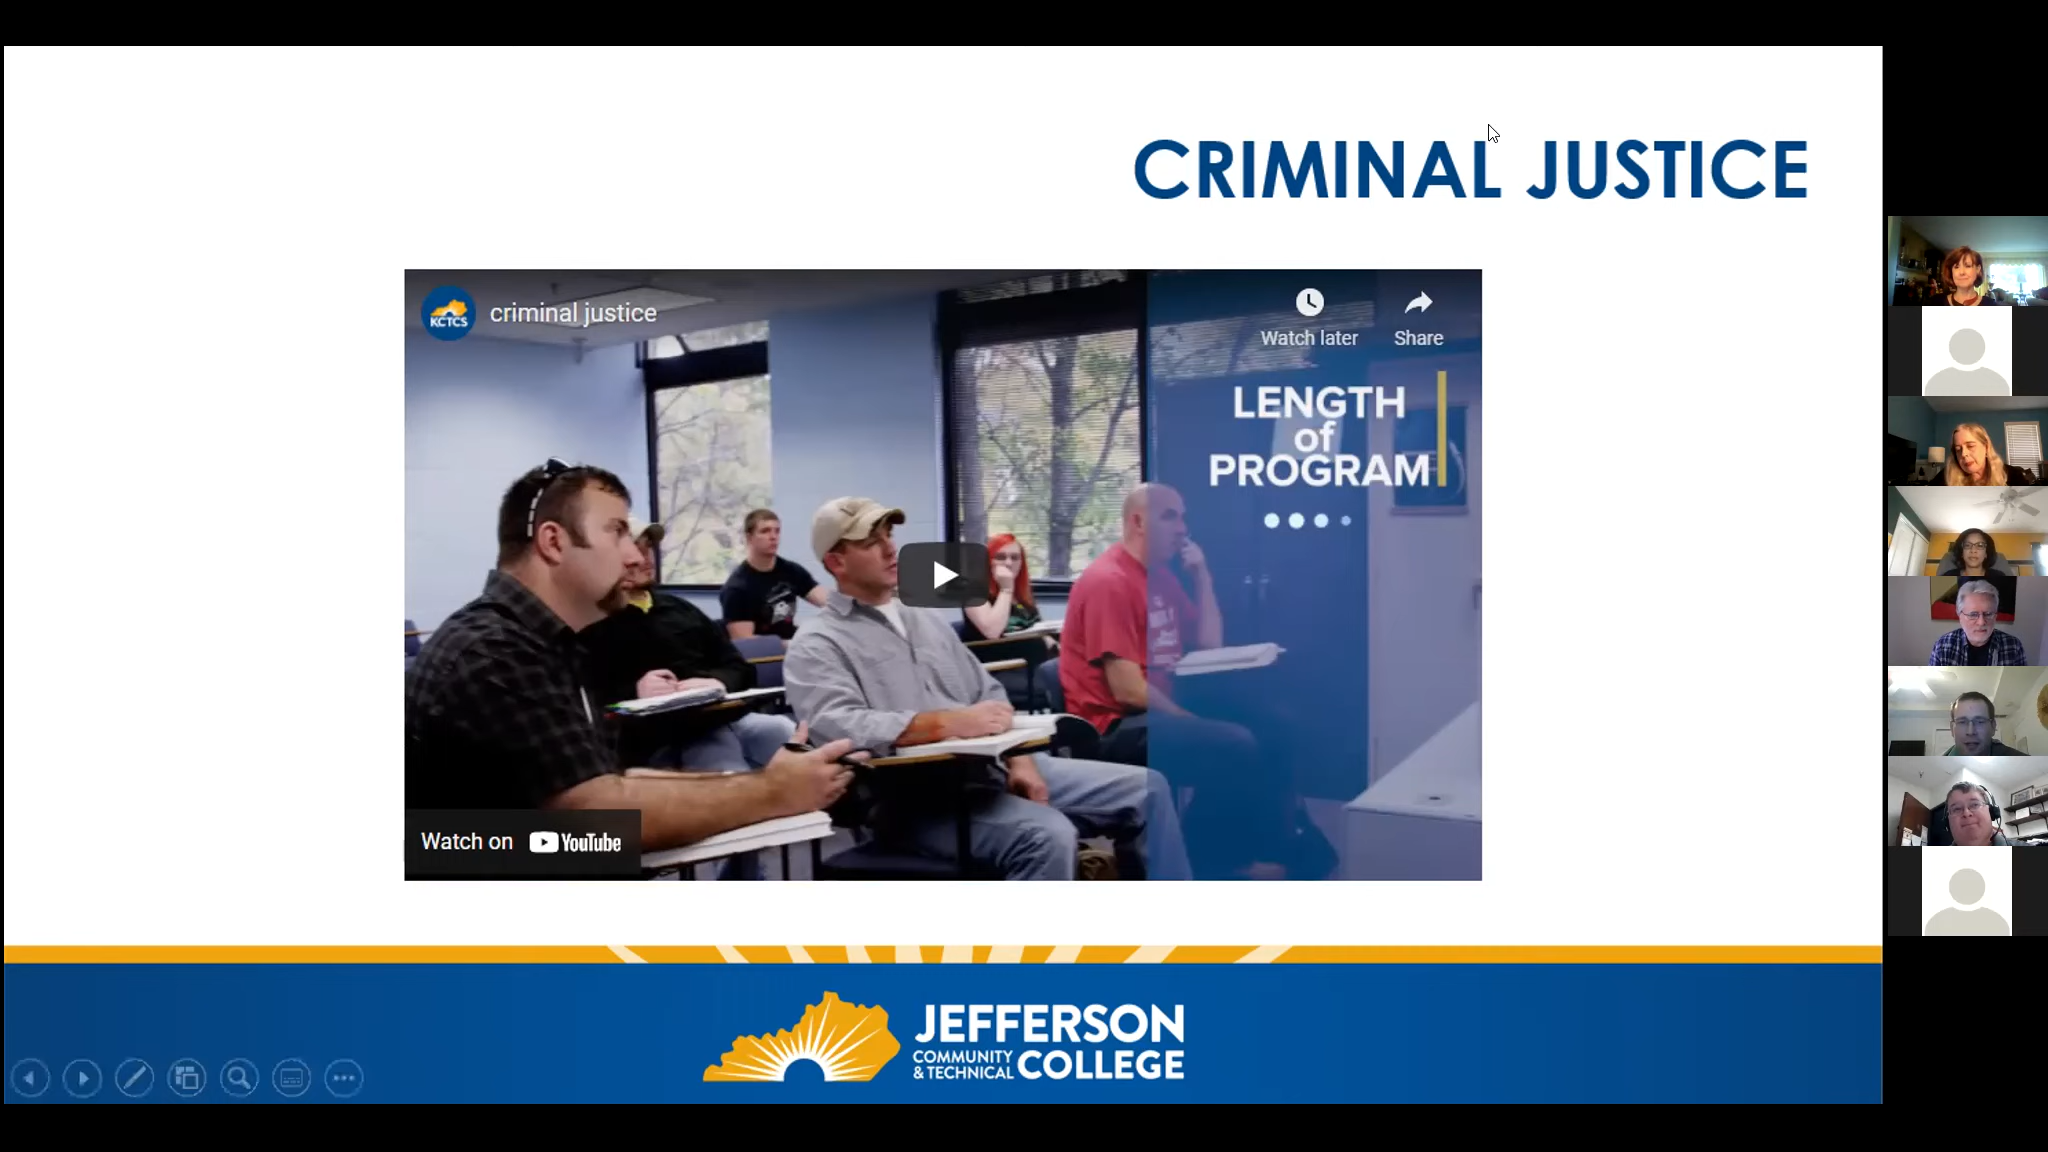 CRIMINAL JUSTICE
KCTCS
criminal justice
Watch later
Share
LENGTH
of
PROGRAM
Watch on YouTube
JEFFERSON
COMMUNITY
& TECHNICAL
COLLEGE